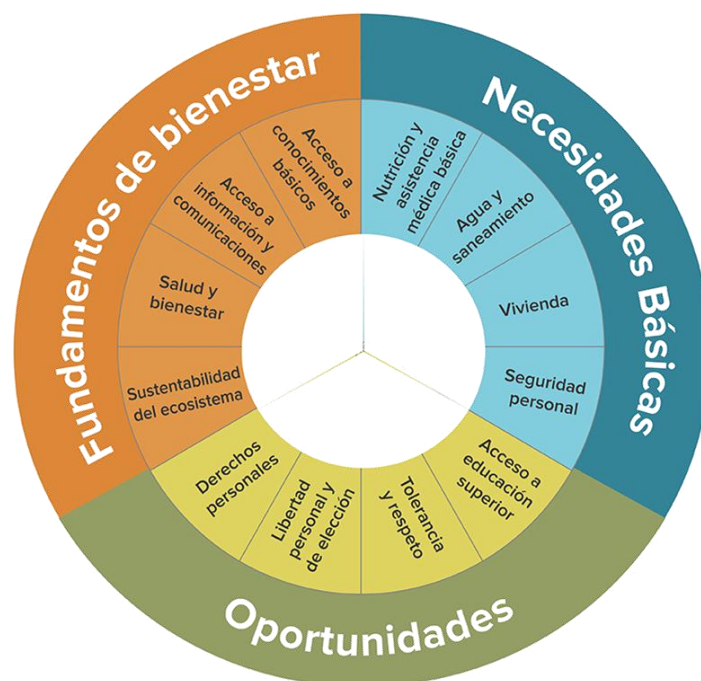 Fundamentos de bienestar
Acceso a
conocimientos
básicos
Acceso a
información y
comunicaciones
Salud y
bienestar
Sustentabilidad
del ecosistema
Necesidades Básicas
Nutrición y
asistencia
médica básica
Agua y
saneamiento
Vivienda
Seguridad
personal
Oportunidades
Derechos
personales
Libertad
personal y
de elección
Tolerancia
y respeto
Acceso a
educación
superior